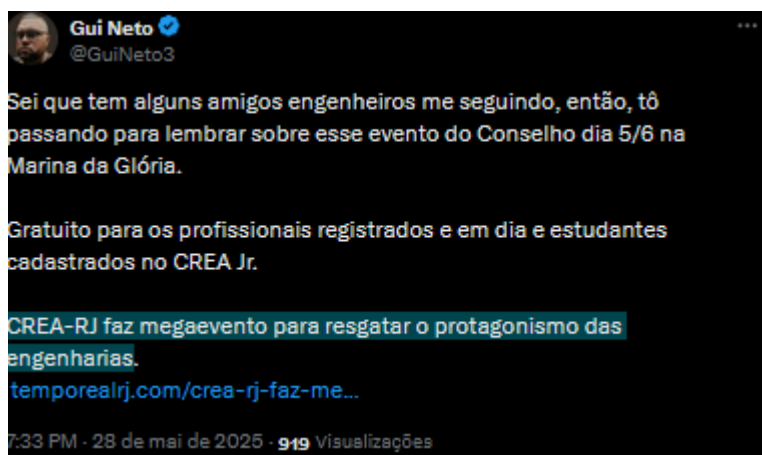 Gui Neto
@GuiNeto3
Sei que tem alguns amigos engenheiros me seguindo, então, tô
passando para lembrar sobre esse evento do Conselho dia 5/6 na
Marina da Glória.
Gratuito para os profissionais registrados e em dia e estudantes
cadastrados no CREA Jr.
CREA-RJ faz megaevento para resgatar o protagonismo das
engenharias.
temporealrj.com/crea-rj-faz-me...
7:33 PM · 28 de mai de 2025 · 919 Visualizações